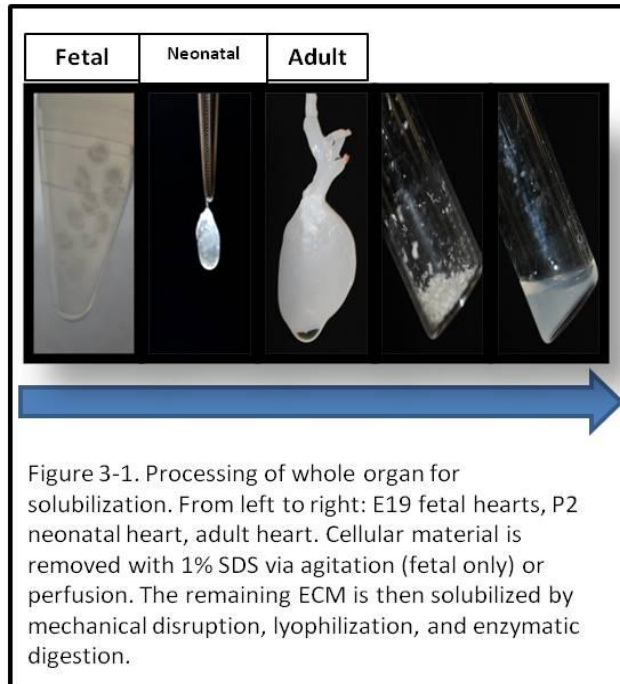 Fetal
Neonatal
Adult
Figure 3-1. Processing of whole organ for
solubilization. From left to right: E19 fetal hearts, P2
neonatal heart, adult heart. Cellular material is
removed with 1% SDS via agitation (fetal only) or
perfusion. The remaining ECM is then solubilized by
mechanical disruption, lyophilization, and enzymatic
digestion.